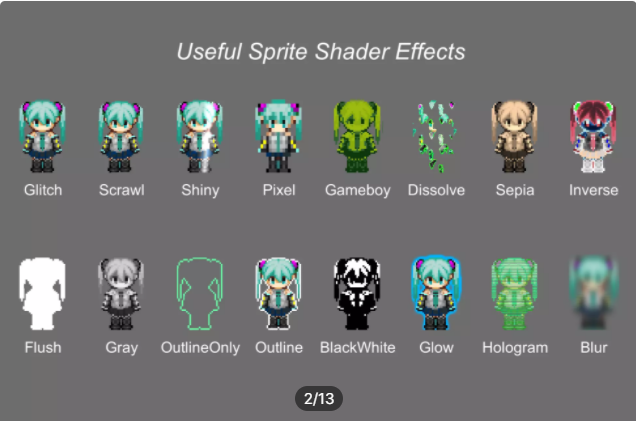 Useful Sprite Shader Effects
Glitch Scrawl Shiny Pixel Gameboy Dissolve Sepia Inverse
Flush Gray OutlineOnly Outline BlackWhite Glow Hologram Blur
2/13